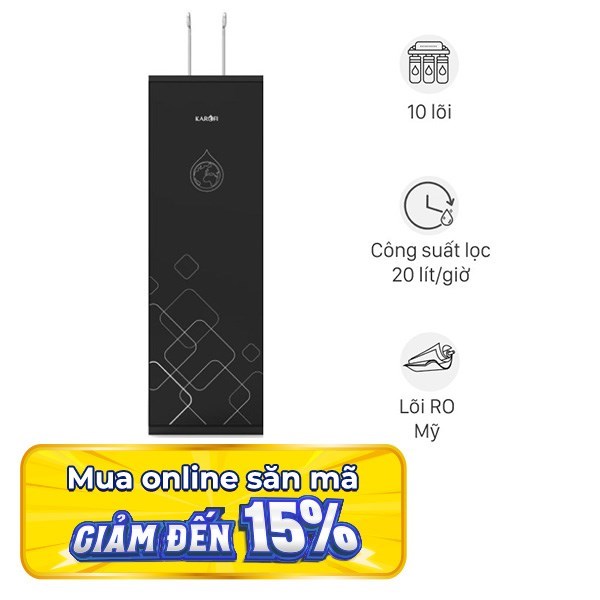 KAROFI
10 lõi
Công suất lọc
20 lít/giờ
Lõi RO
Mỹ
Mua online săn mã
GIẢM ĐẾN 15%